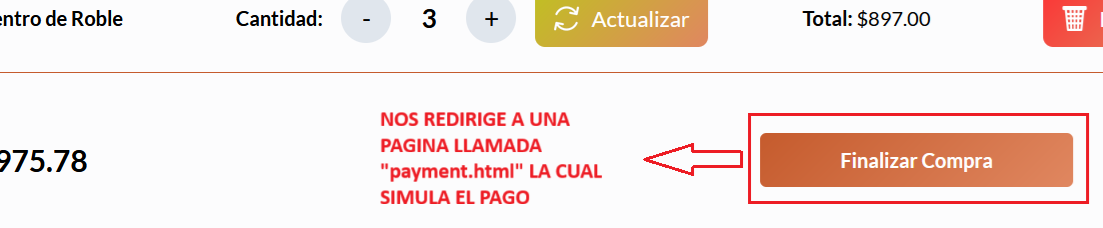 entro de Roble Cantidad: - 3 + Actualizar Total: $897.00
NOS REDIRIGE A UNA
PAGINA LLAMADA
"payment.html" LA CUAL
SIMULA EL PAGO
975.78
Finalizar Compra